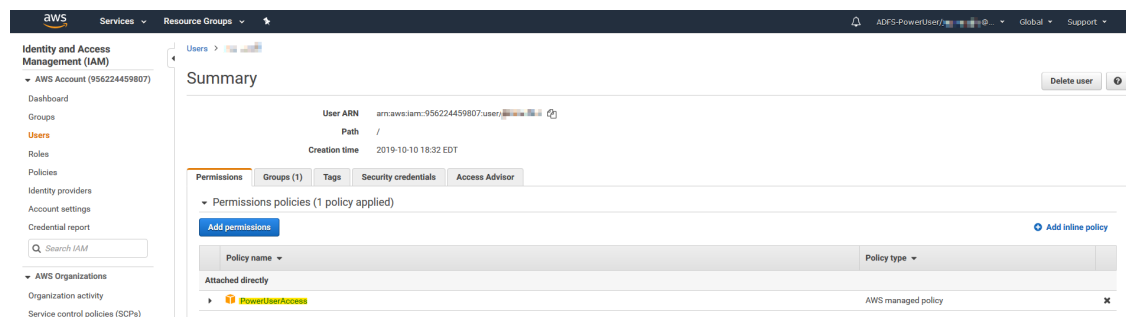 aws Services Resource Groups ADFS-PowerUser/ @... Global Support
Identity and Access
Management (IAM)
AWS Account (956224459807)
Dashboard
Groups
Users
Roles
Policies
Identity providers
Account settings
Credential report
Search IAM
AWS Organizations
Organization activity
Service control policies (SCPs)
Users >
Summary
Delete user
User ARN arn:aws:iam::956224459807:user/
Path /
Creation time 2019-10-10 18:32 EDT
Permissions Groups (1) Tags Security credentials Access Advisor
Permissions policies (1 policy applied)
Add permissions Add inline policy
Policy name Policy type
Attached directly
PowerUserAccess AWS managed policy